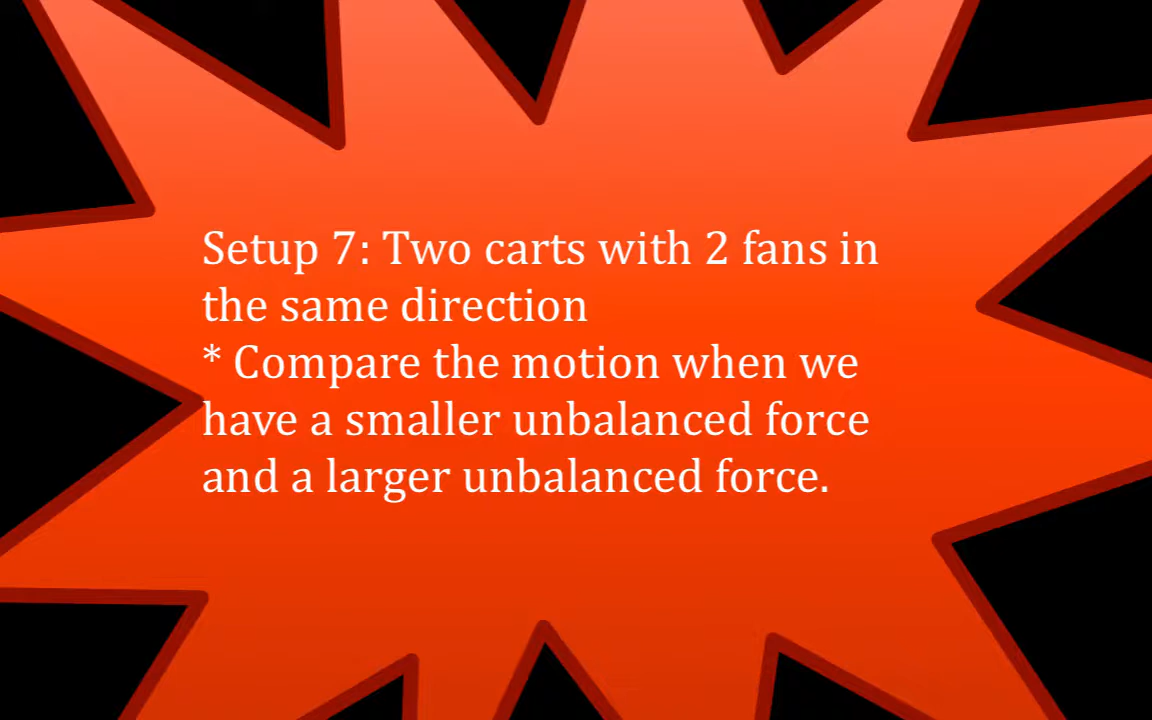 Setup 7: Two carts with 2 fans in
the same direction
* Compare the motion when we
have a smaller unbalanced force
and a larger unbalanced force.